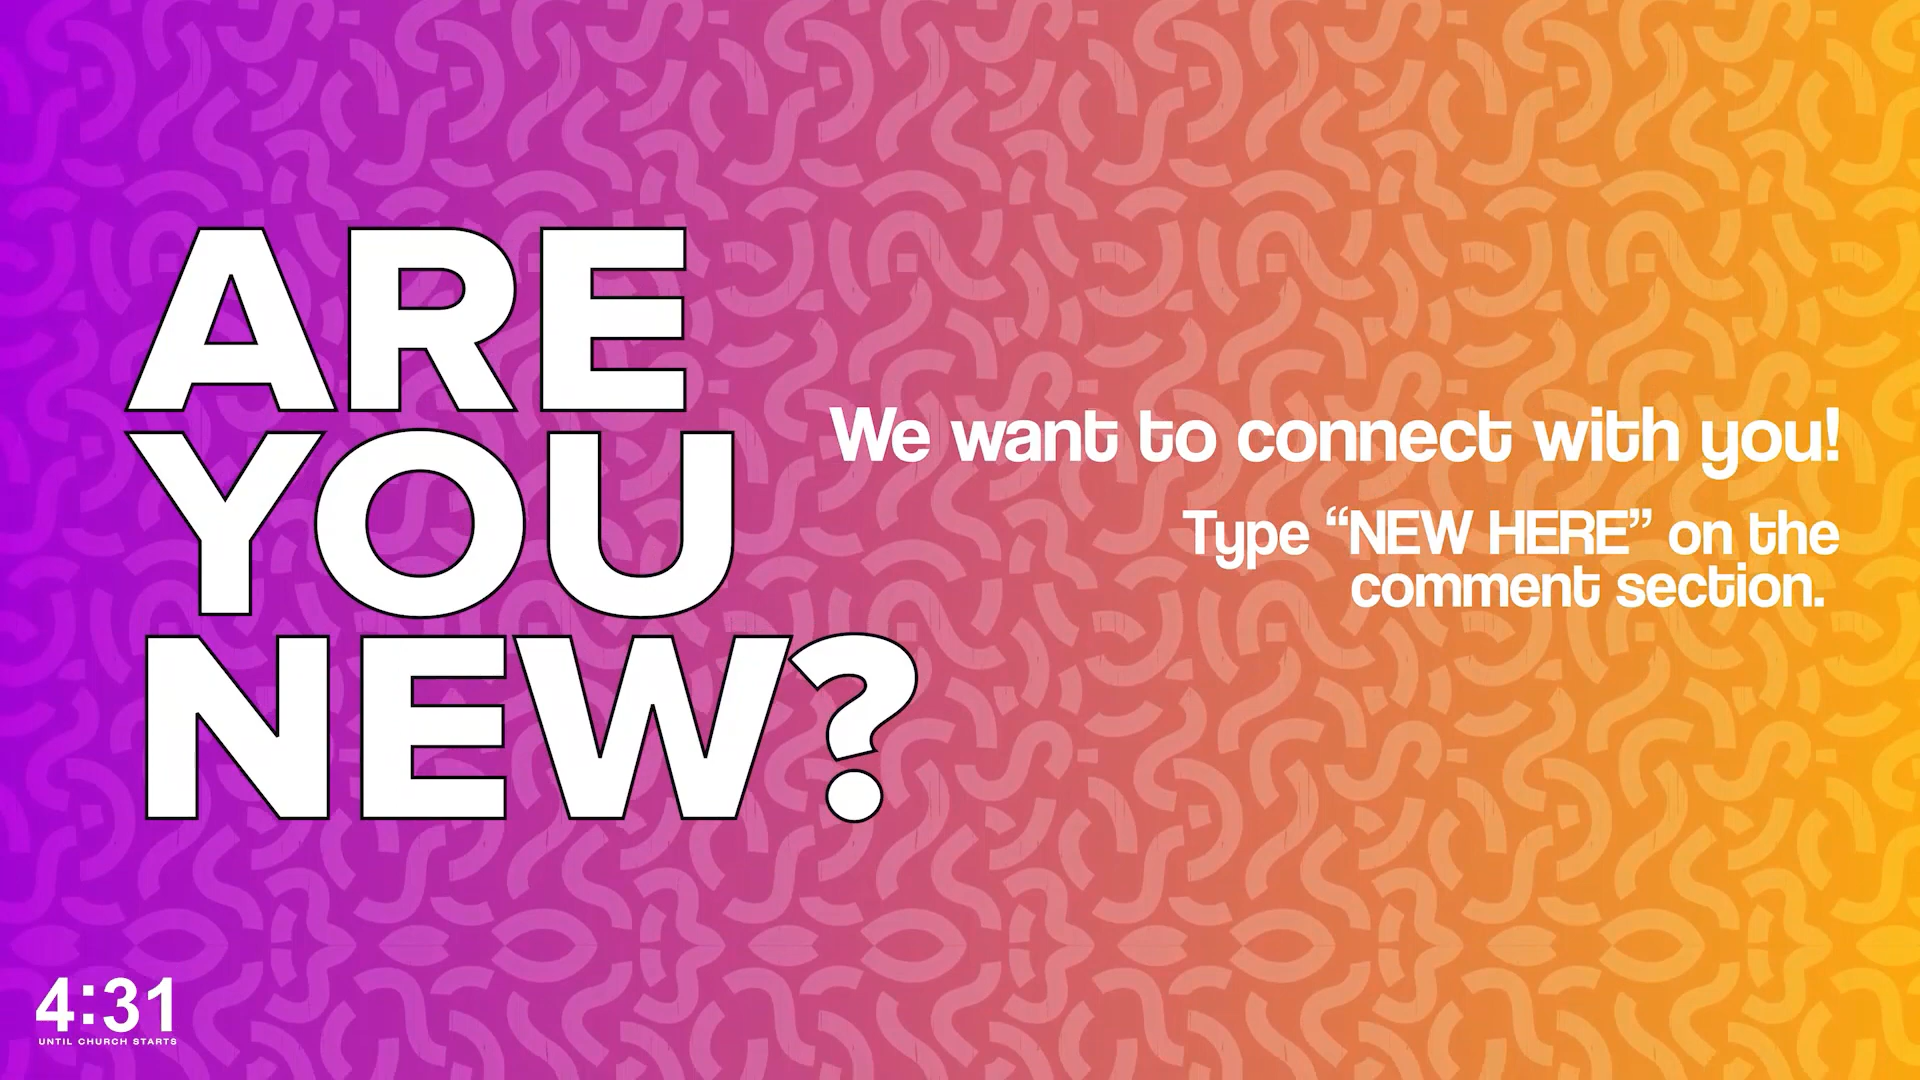 ARE
YOU
NEW?
We want to connect with you!
Type “NEW HERE” on the
comment section.
4:31
UNTIL CHURCH STARTS